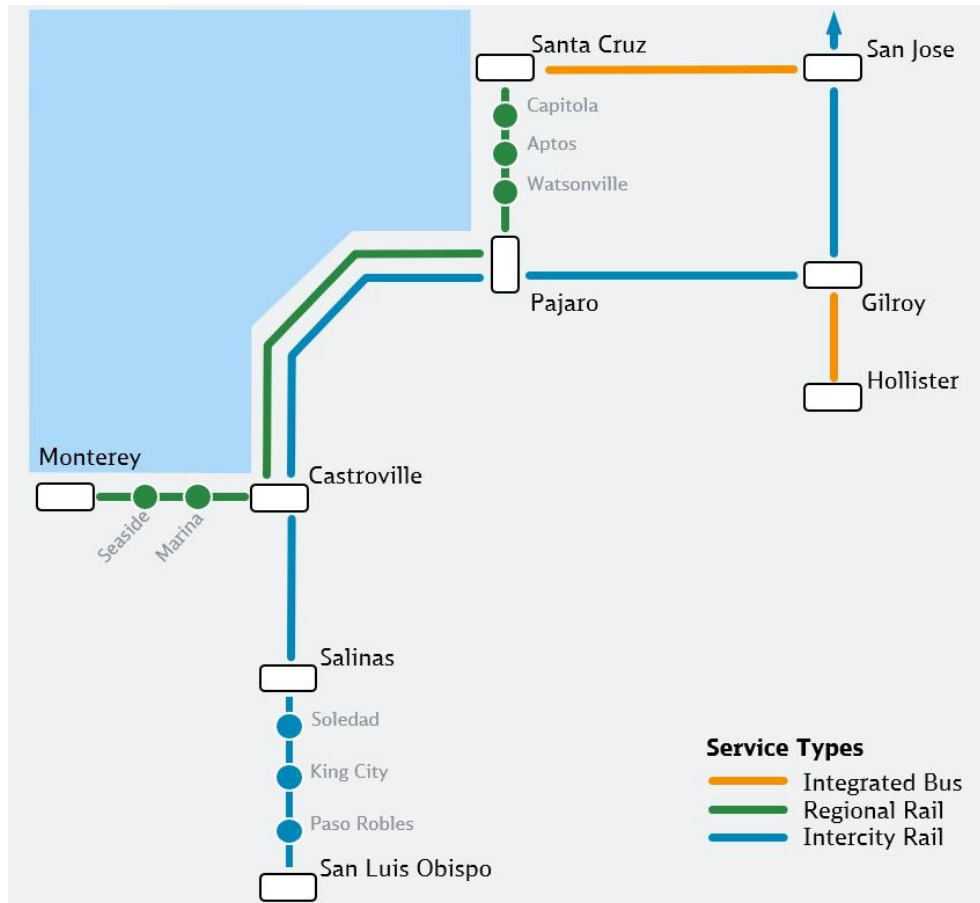 Santa Cruz
San Jose
Capitola
Aptos
Watsonville
Pajaro
Gilroy
Hollister
Monterey
Castroville
Seaside
Marina
Salinas
Soledad
King City
Paso Robles
San Luis Obispo
Service Types
Integrated Bus
Regional Rail
Intercity Rail